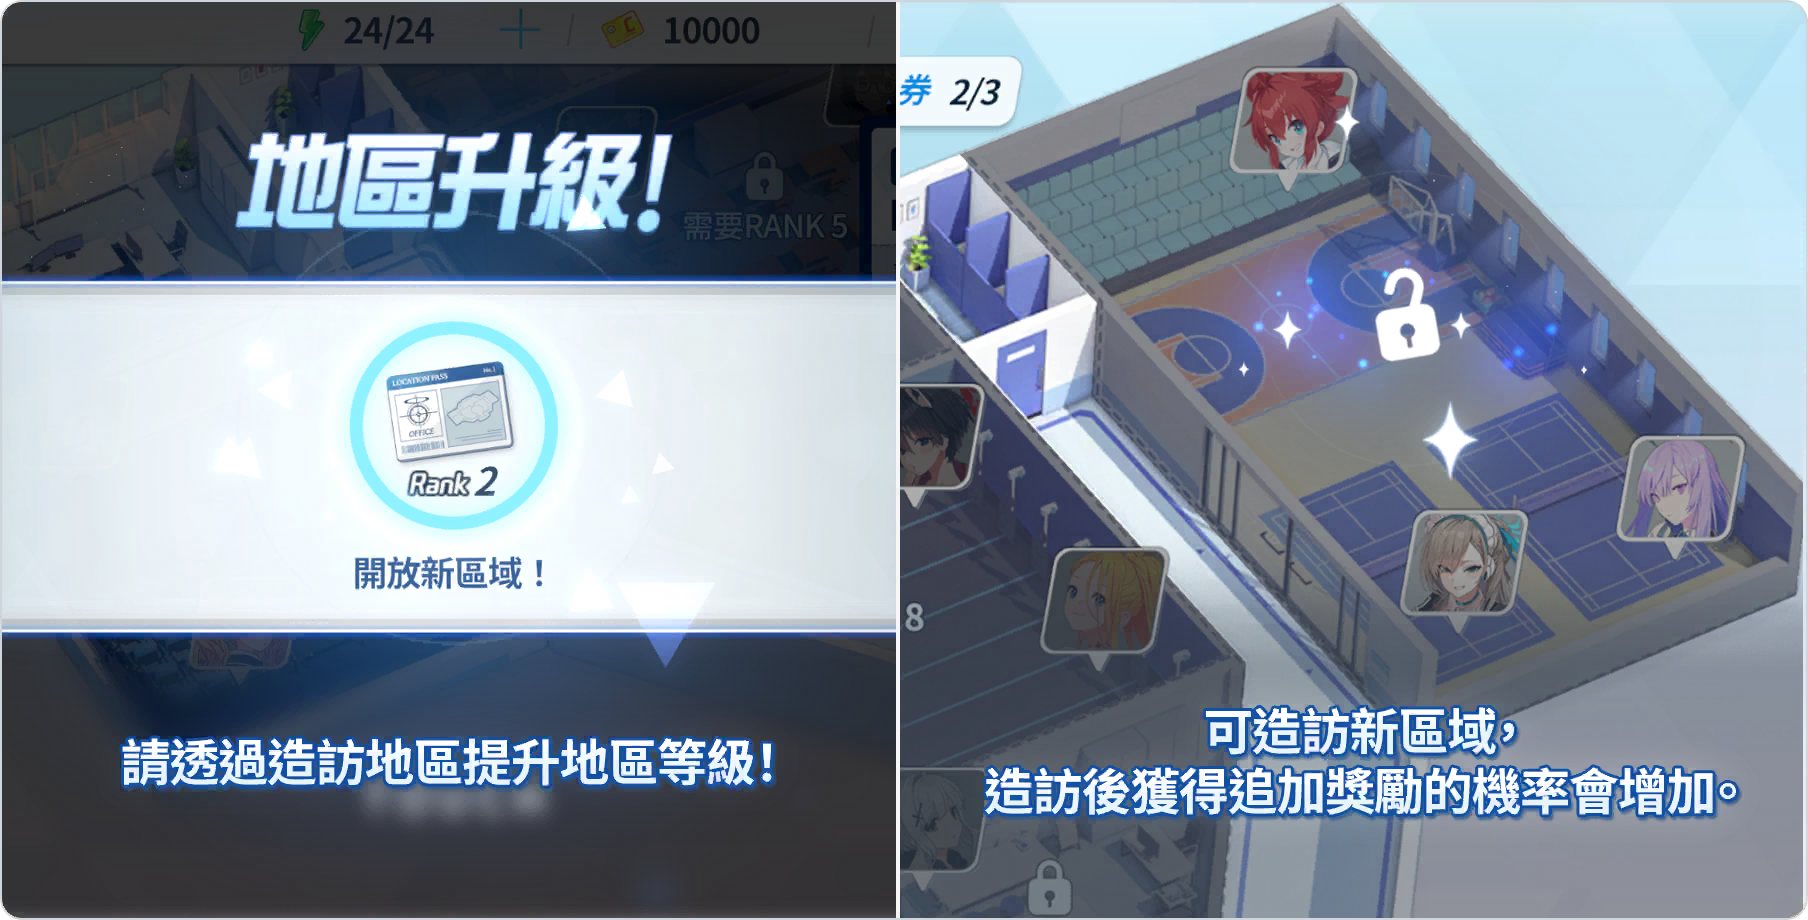 24/24
10000
地區升級!
需要RANK 5
LOCATION PASS
No.1
OFFICE
Rank 2
開放新區域！
請透過造訪地區提升地區等級!
券 2/3
8
可造訪新區域,
造訪後獲得追加獎勵的機率會增加。